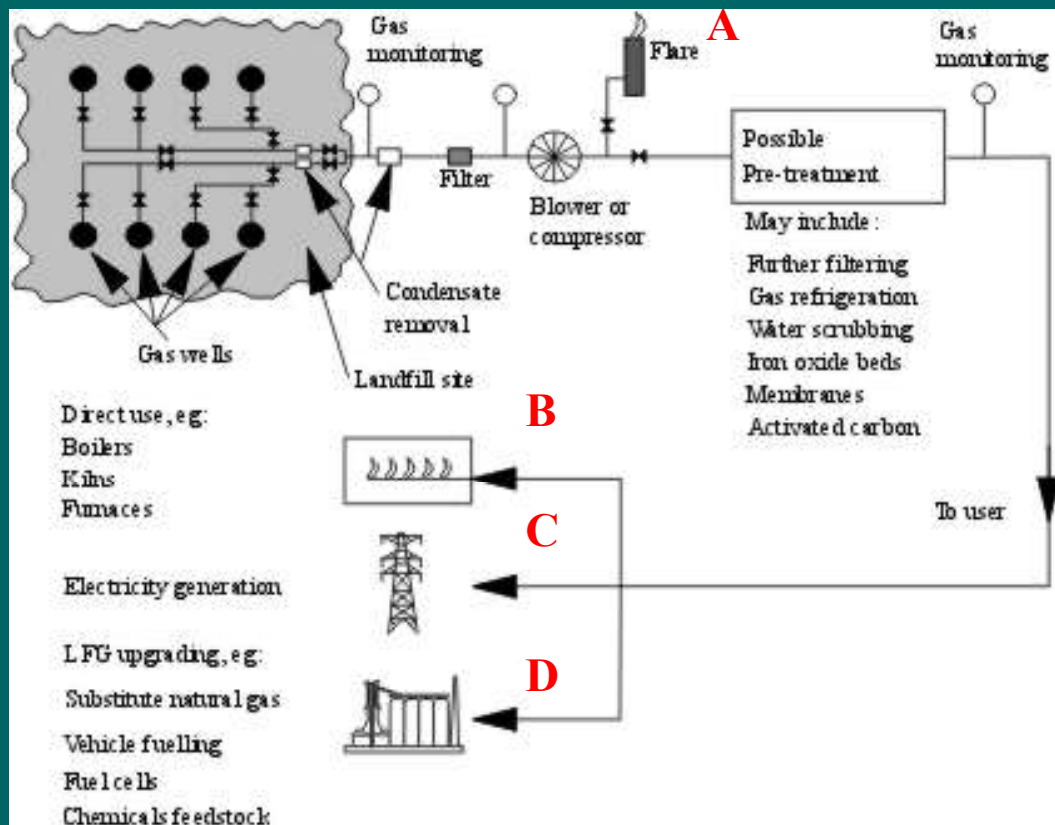 Gas
monitoring
A
Flare
Gas
monitoring
Filter
Blower or
compressor
Possible
Pre-treatment
May include :
Further filtering
Gas refrigeration
Water scrubbing
Iron oxide beds
Membranes
Activated carbon
Condensate
removal
Gas wells
Landfill site
Direct use, eg:
Boilers
Kilns
Furnaces
B
To user
C
Electricity generation
LFG upgrading, eg:
Substitute natural gas
Vehicle fuelling
Fuel cells
Chemicals feedstock
D